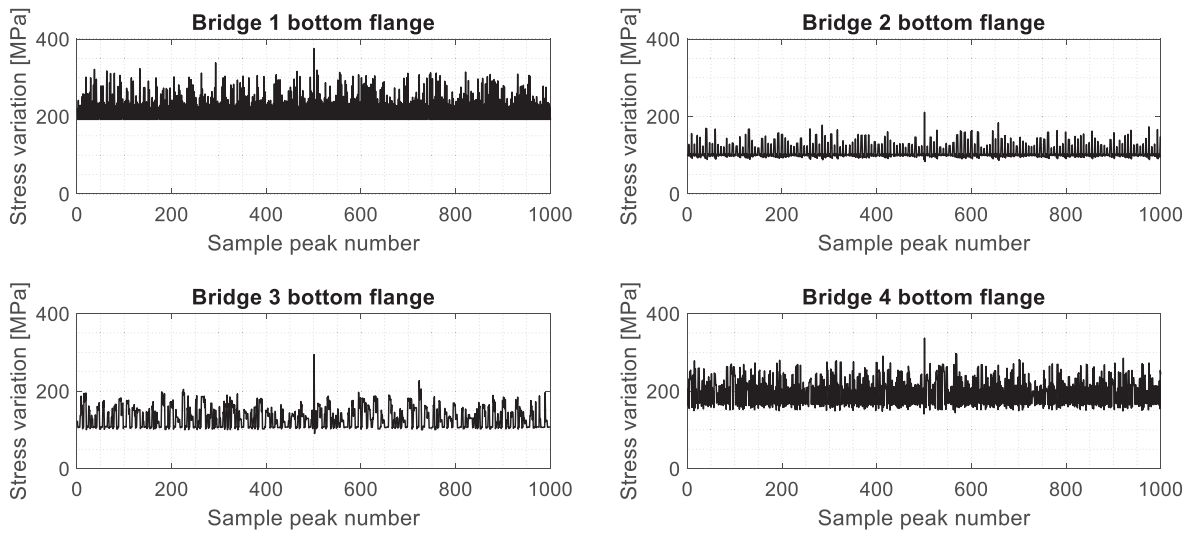 Bridge 1 bottom flange
Stress variation [MPa]
400
200
0
0 200 400 600 800 1000
Sample peak number
Bridge 2 bottom flange
Stress variation [MPa]
400
200
0
0 200 400 600 800 1000
Sample peak number
Bridge 3 bottom flange
Stress variation [MPa]
400
200
0
0 200 400 600 800 1000
Sample peak number
Bridge 4 bottom flange
Stress variation [MPa]
400
200
0
0 200 400 600 800 1000
Sample peak number